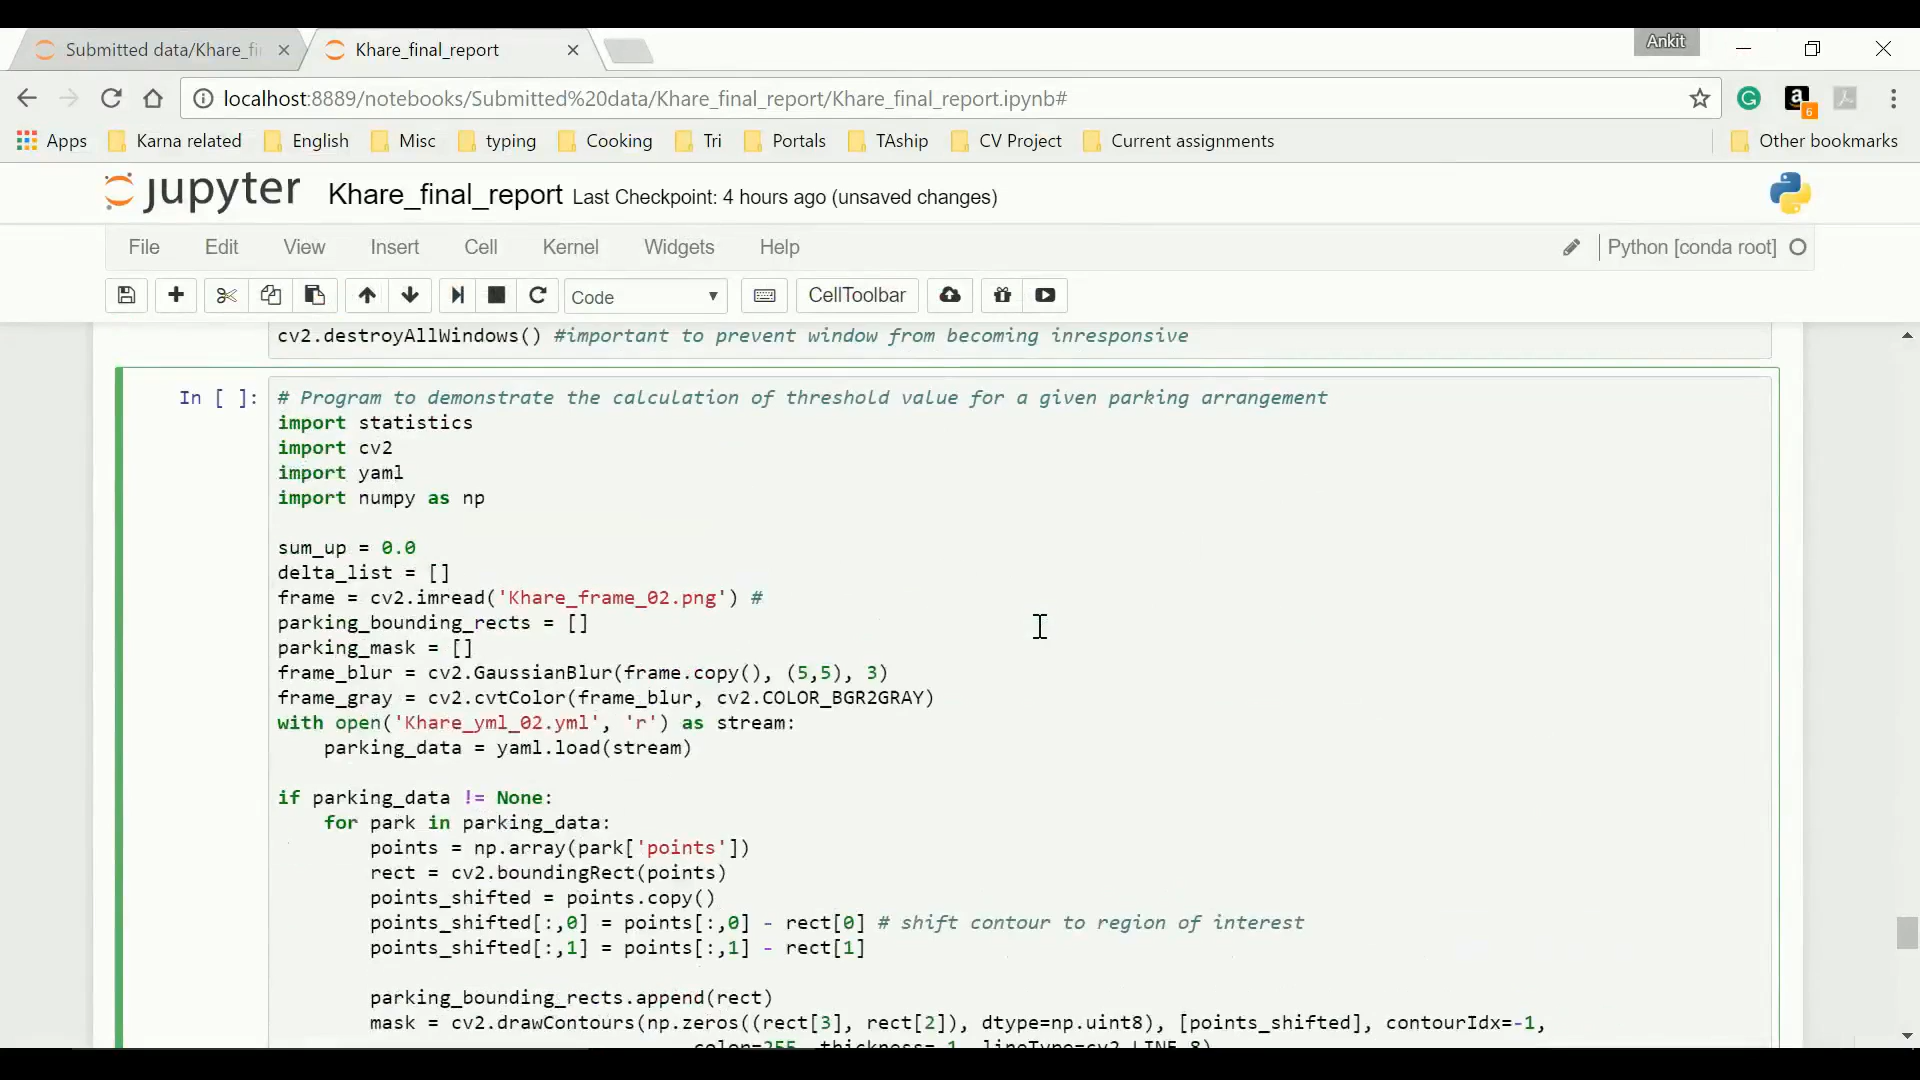 Ankit
Submitted data/Khare_fi
Khare_final_report
localhost:8889/notebooks/Submitted%20data/Khare_final_report/Khare_final_report.ipynb#
6
Apps Karna related English Misc typing Cooking Tri Portals TAship CV Project Current assignments Other bookmarks
jupyter Khare_final_report Last Checkpoint: 4 hours ago (unsaved changes)
File Edit View Insert Cell Kernel Widgets Help Python [conda root]
Code CellToolbar
cv2.destroyAllWindows() #important to prevent window from becoming inresponsive
In [ ]: # Program to demonstrate the calculation of threshold value for a given parking arrangement
import statistics
import cv2
import yaml
import numpy as np
sum_up = 0.0
delta_list = []
frame = cv2.imread('Khare_frame_02.png') #
parking_bounding_rects = []
parking_mask = []
frame_blur = cv2.GaussianBlur(frame.copy(), (5,5), 3)
frame_gray = cv2.cvtColor(frame_blur, cv2.COLOR_BGR2GRAY)
with open('Khare_yml_02.yml', 'r') as stream:
    parking_data = yaml.load(stream)
if parking_data != None:
    for park in parking_data:
        points = np.array(park['points'])
        rect = cv2.boundingRect(points)
        points_shifted = points.copy()
        points_shifted[:,0] = points[:,0] - rect[0] # shift contour to region of interest
        points_shifted[:,1] = points[:,1] - rect[1]
        parking_bounding_rects.append(rect)
        mask = cv2.drawContours(np.zeros((rect[3], rect[2]), dtype=np.uint8), [points_shifted], contourIdx=-1,
color=255, thickness=-1, lineType=cv2.LINE_8)